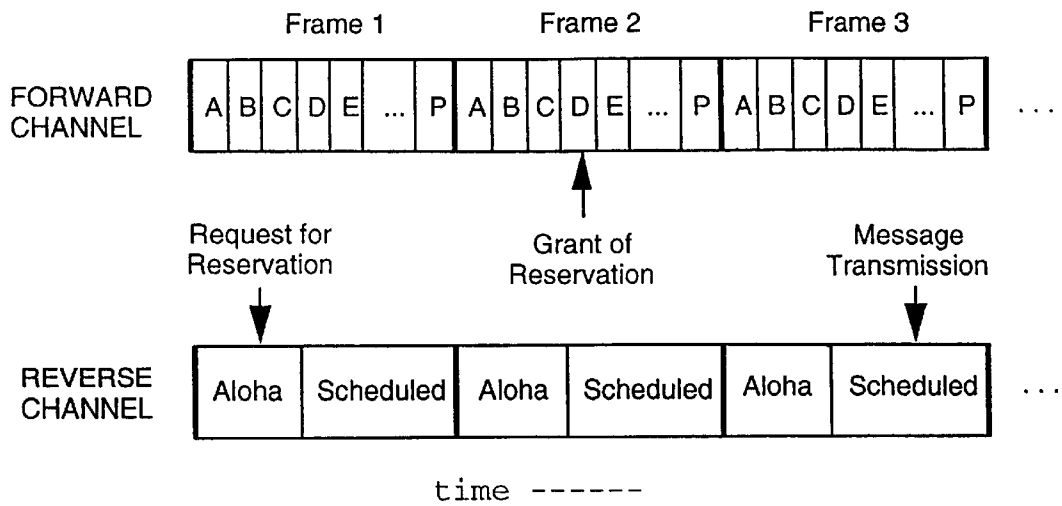 Frame 1 Frame 2 Frame 3
FORWARD
CHANNEL
A B C D E ... P A B C D E ... P A B C D E ... P ...
Request for
Reservation
Grant of
Reservation
Message
Transmission
REVERSE
CHANNEL
Aloha Scheduled Aloha Scheduled Aloha Scheduled ...
time ------